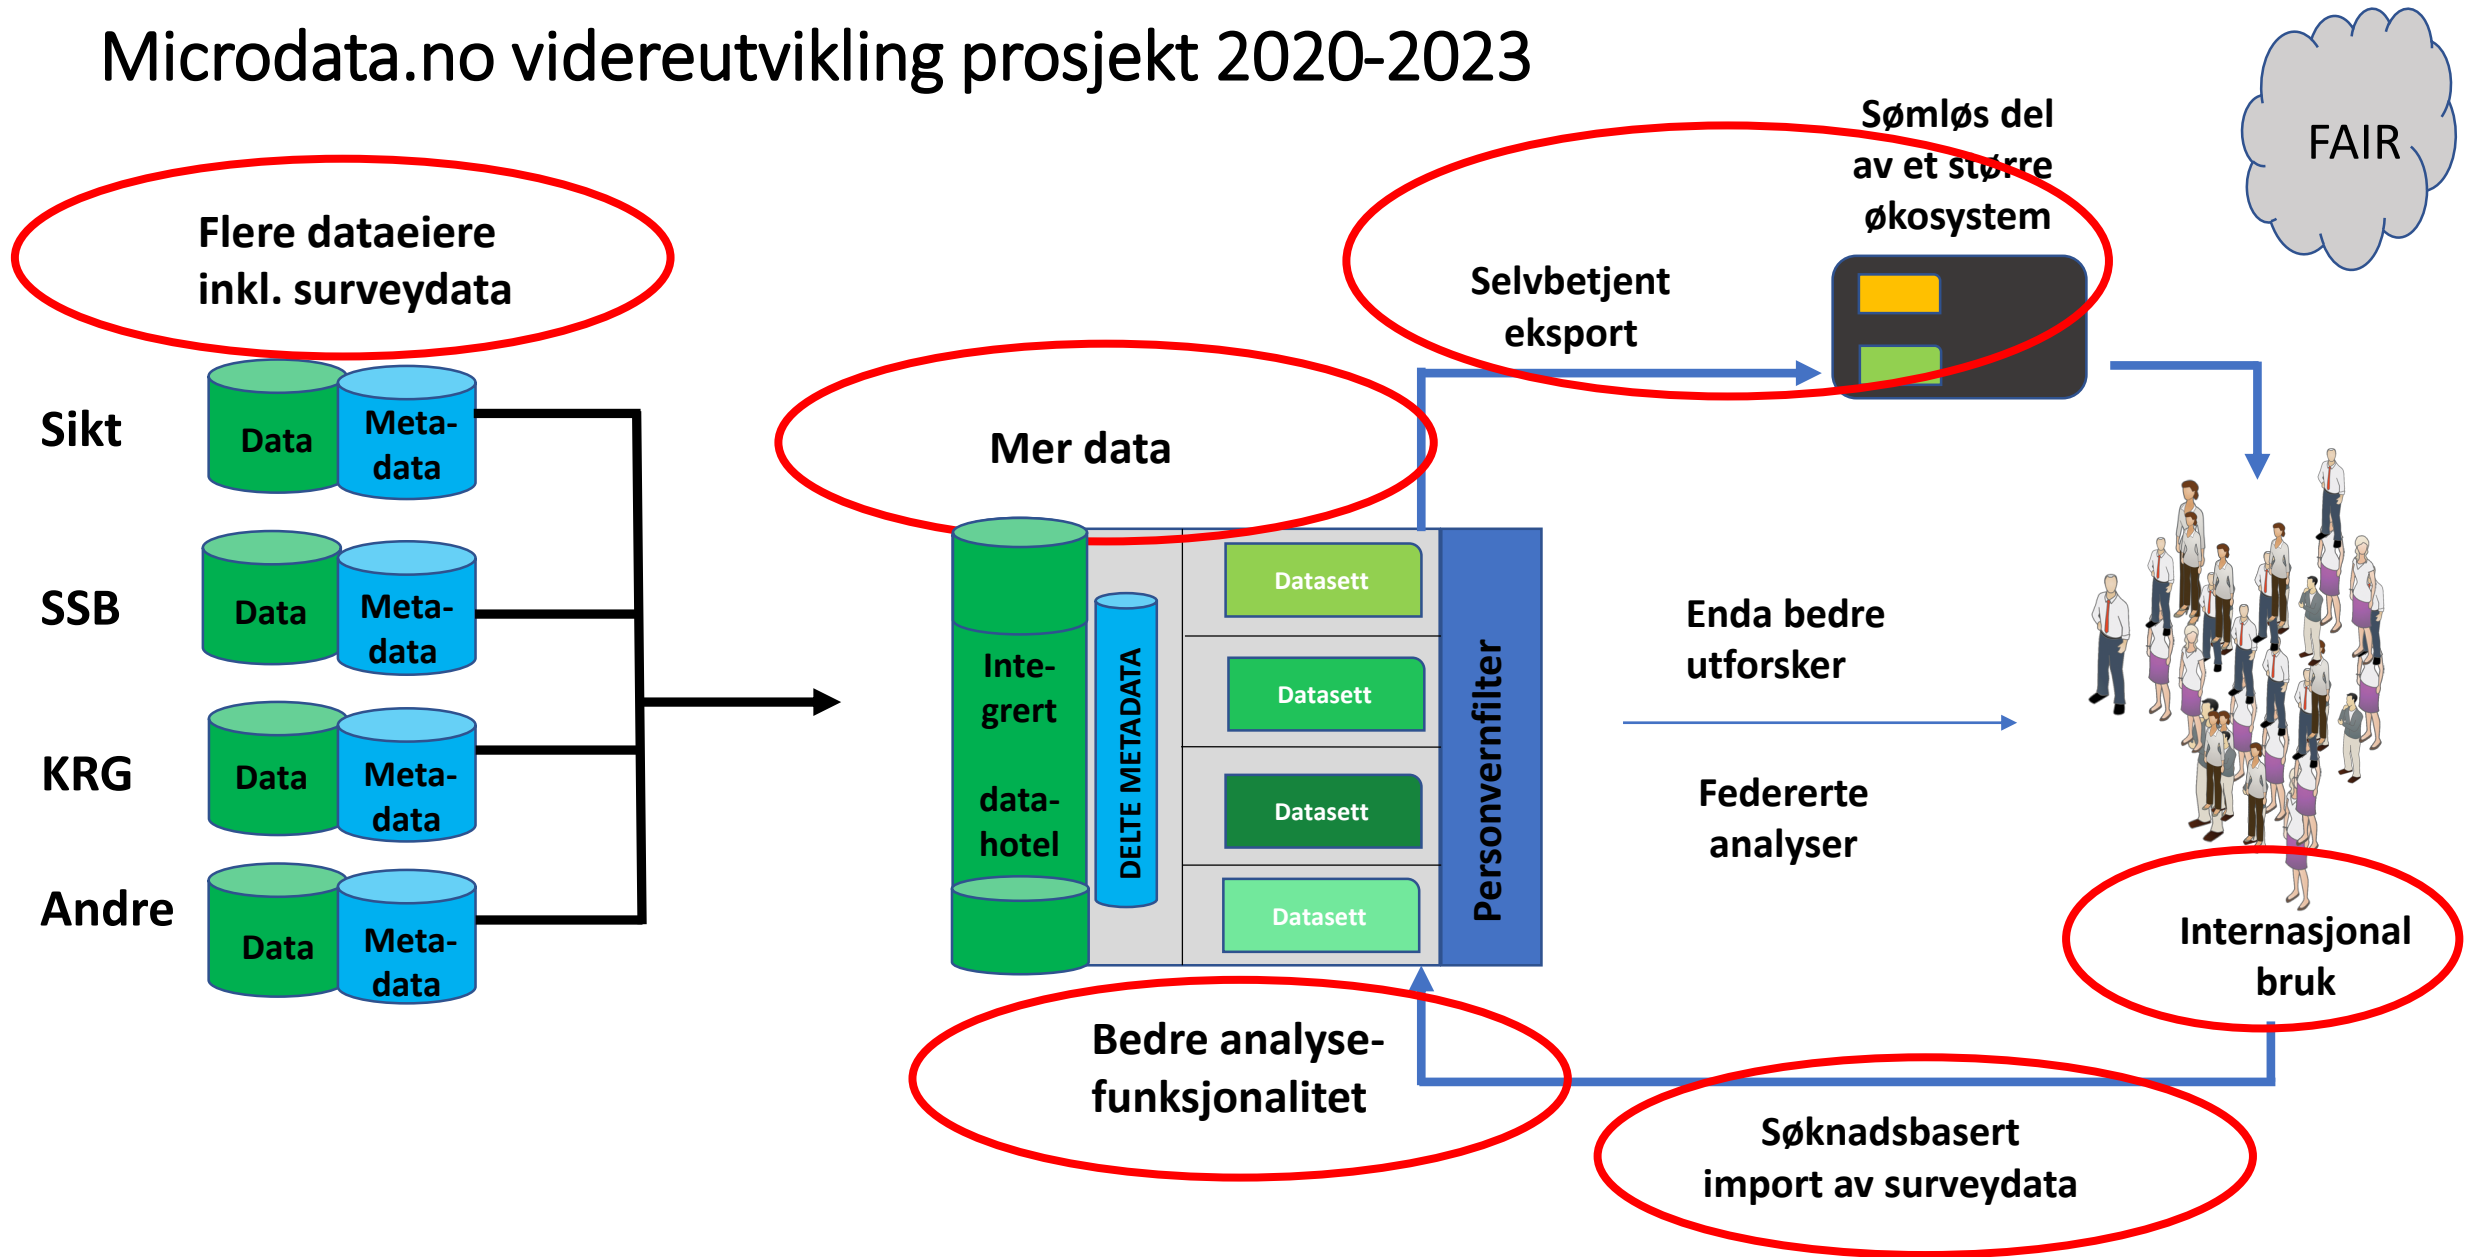 Microdata.no videreutvikling prosjekt 2020-2023
FAIR
Sømløs del
av et større
økosystem
Flere dataeiere
inkl. surveydata
Selvbetjent
eksport
Mer data
Sikt
Data
Meta-
data
SSB
Data
Meta-
data
KRG
Data
Meta-
data
Andre
Data
Meta-
data
Inte-
grert
data-
hotel
DELTE METADATA
Datasett
Datasett
Datasett
Datasett
Personvernfilter
Enda bedre
utforsker
Federerte
analyser
Internasjonal
bruk
Bedre analyse-
funksjonalitet
Søknadsbasert
import av surveydata